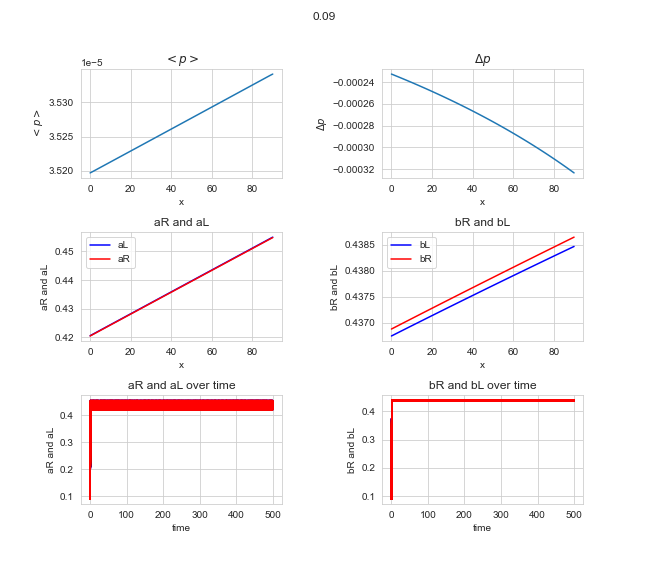 0.09
< p >
1e−5
3.530
3.525
3.520
< p >
0 20 40 60 80
x
Δp
−0.00024
−0.00026
−0.00028
−0.00030
−0.00032
Δp
0 20 40 60 80
x
aR and aL
aL
aR
0.45
0.44
0.43
0.42
aR and aL
0 20 40 60 80
x
bR and bL
bL
bR
0.4385
0.4380
0.4375
0.4370
bR and bL
0 20 40 60 80
x
aR and aL over time
0.4
0.3
0.2
0.1
aR and aL
0 100 200 300 400 500
time
bR and bL over time
0.4
0.3
0.2
0.1
bR and bL
0 100 200 300 400 500
time